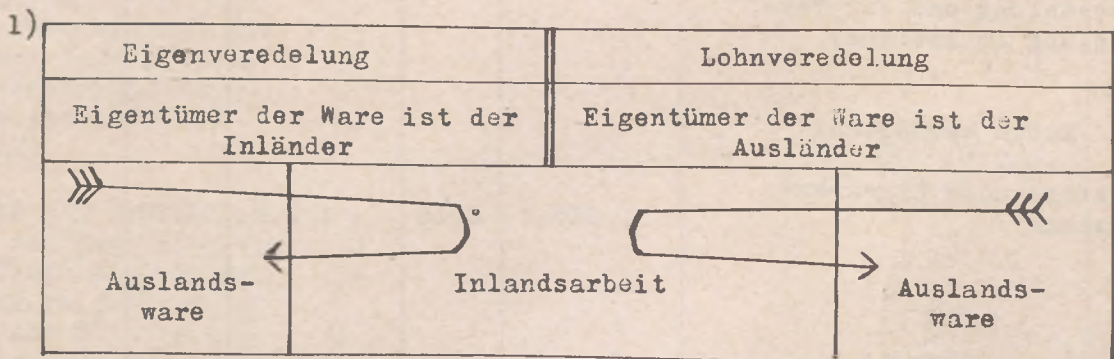 1)
Eigenveredelung
Lohnveredelung
Eigentümer der Ware ist der
Inländer
Eigentümer der Ware ist der
Ausländer
Auslands-
ware
Inlandsarbeit
Auslands-
ware